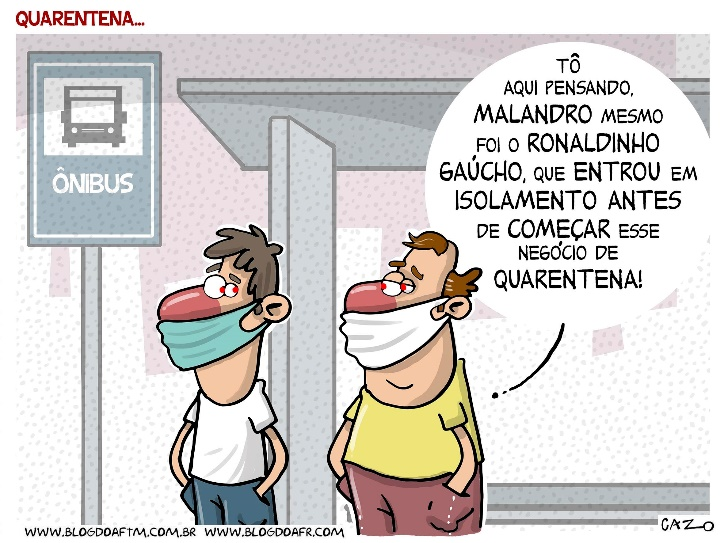 QUARENTENA...
ÔNIBUS
TÔ
AQUI PENSANDO,
MALANDRO MESMO
FOI O RONALDINHO
GAÚCHO, QUE ENTROU EM
ISOLAMENTO ANTES
DE COMEÇAR ESSE
NEGÓCIO DE
QUARENTENA!
WWW.BLOGDOAFTM.COM.BR WWW.BLOGDOAFR.COM
CAZO